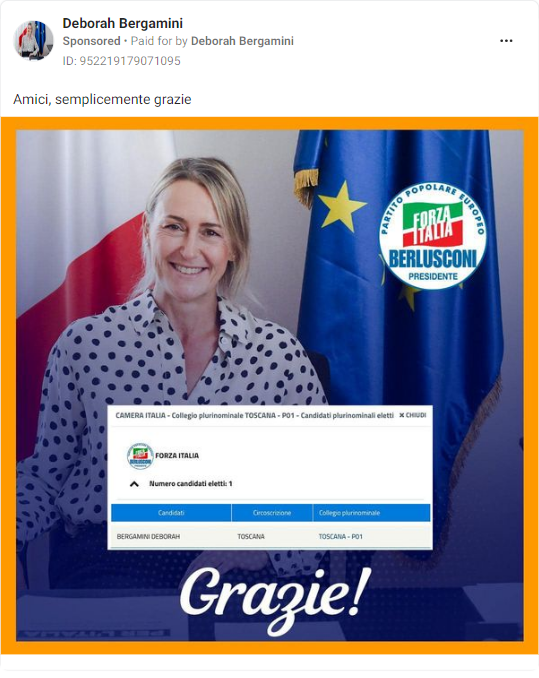 Deborah Bergamini
Sponsored • Paid for by Deborah Bergamini
ID: 952219179071095
Amici, semplicemente grazie
PARTITO POPOLARE EUROPEO
FORZA
ITALIA
BERLUSCONI
PRESIDENTE
CAMERA ITALIA - Collegio plurinominale TOSCANA - P01 - Candidati plurinominali eletti ✕ CHIUDI
FORZA ITALIA
Numero candidati eletti: 1
Candidati Circoscrizione Collegio plurinominale
BERGAMINI DEBORAH TOSCANA TOSCANA - P01
Grazie!